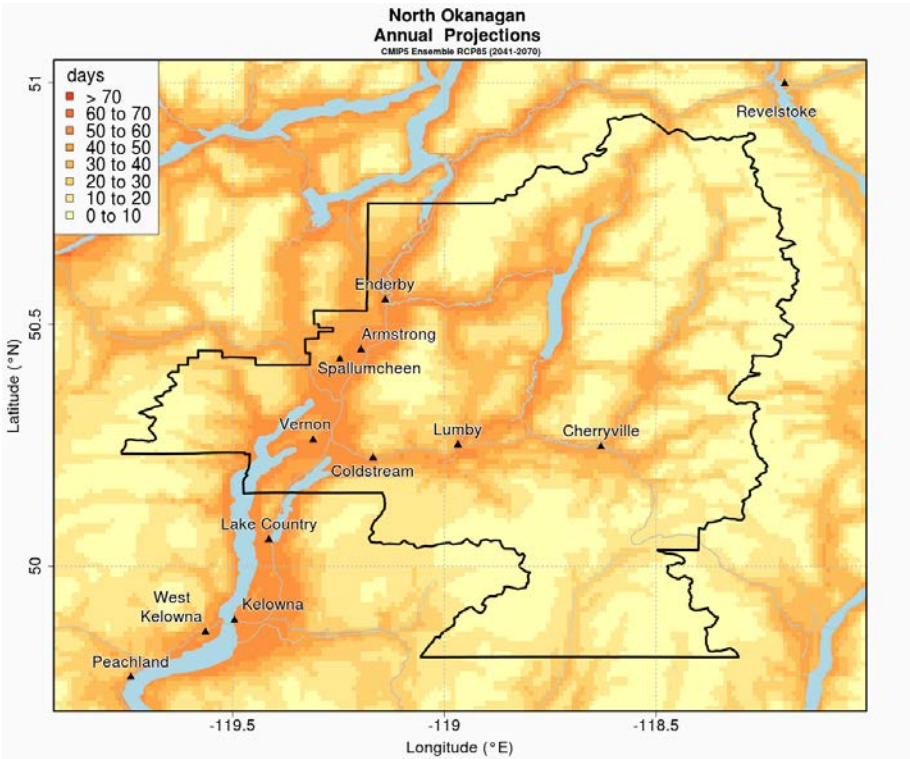 North Okanagan
Annual Projections
CMIP5 Ensemble RCP85 (2041-2070)
days
> 70
60 to 70
50 to 60
40 to 50
30 to 40
20 to 30
10 to 20
0 to 10
Revelstoke
Enderby
Armstrong
Spallumcheen
Vernon
Lumby
Cherryville
Coldstream
Lake Country
West
Kelowna
Kelowna
Peachland
51
50.5
50
Latitude (°N)
-119.5
-119
-118.5
Longitude (°E)